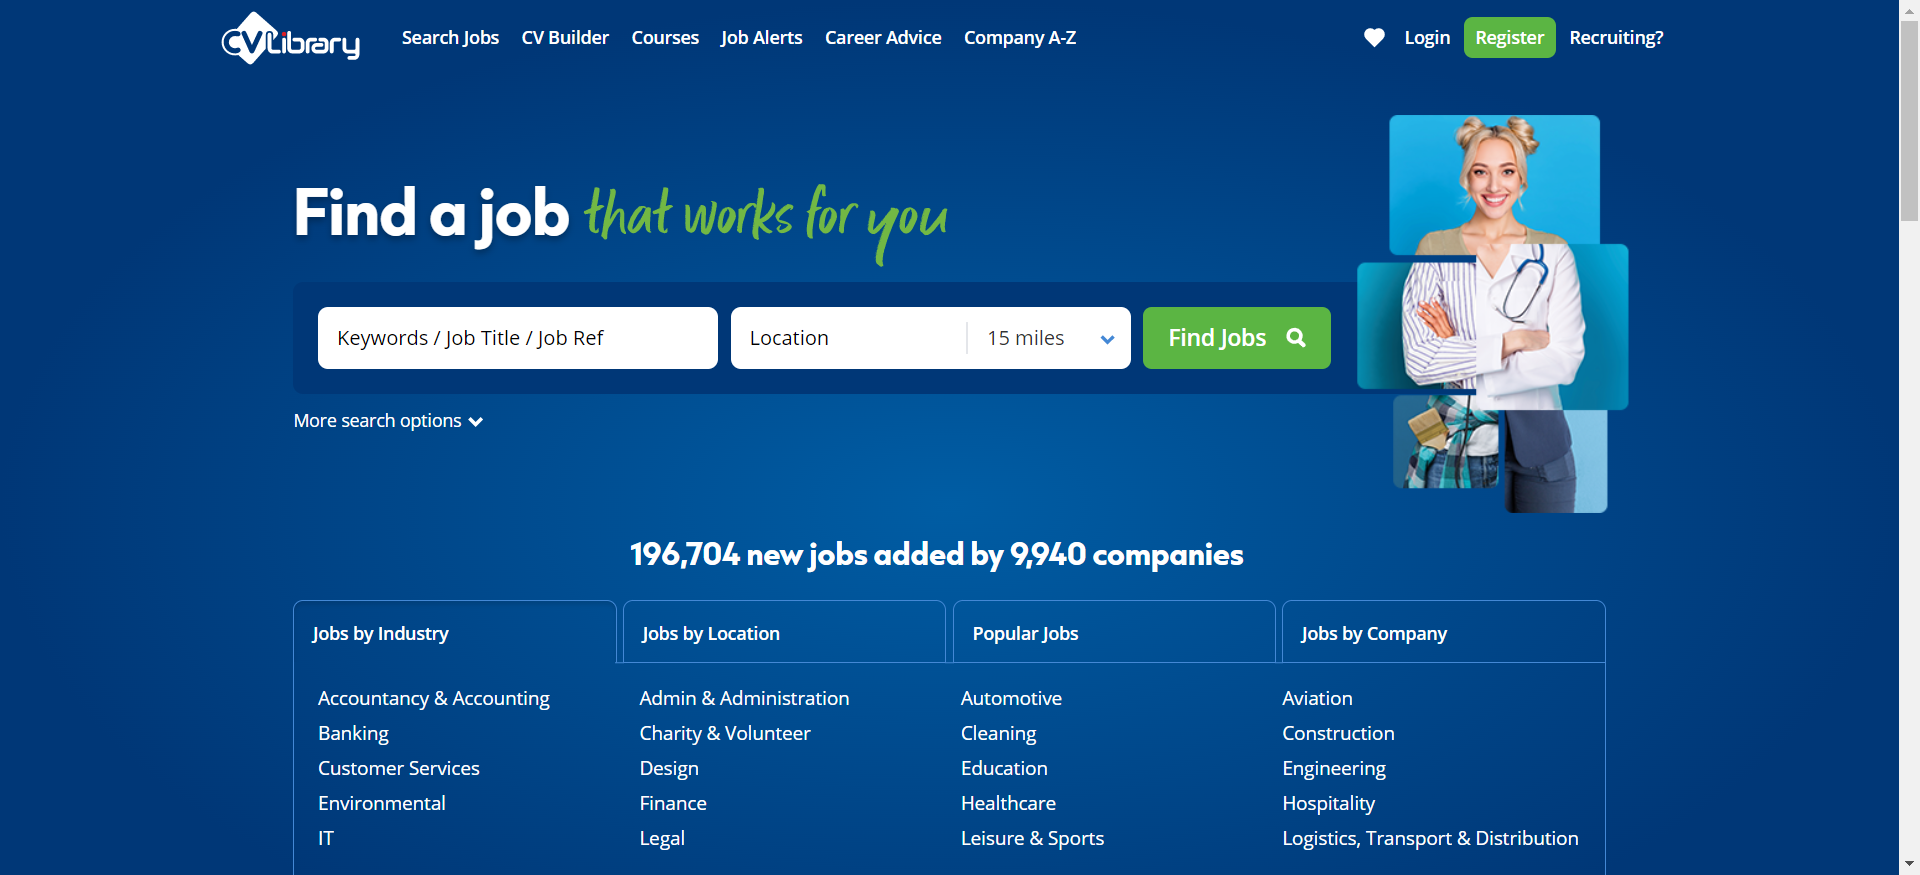 CVLibrary
Search Jobs CV Builder Courses Job Alerts Career Advice Company A-Z Login Register Recruiting?
Find a job that works for you
Keywords / Job Title / Job Ref Location 15 miles Find Jobs
More search options
196,704 new jobs added by 9,940 companies
Jobs by Industry Jobs by Location Popular Jobs Jobs by Company
Accountancy & Accounting Admin & Administration Automotive Aviation
Banking Charity & Volunteer Cleaning Construction
Customer Services Design Education Engineering
Environmental Finance Healthcare Hospitality
IT Legal Leisure & Sports Logistics, Transport & Distribution